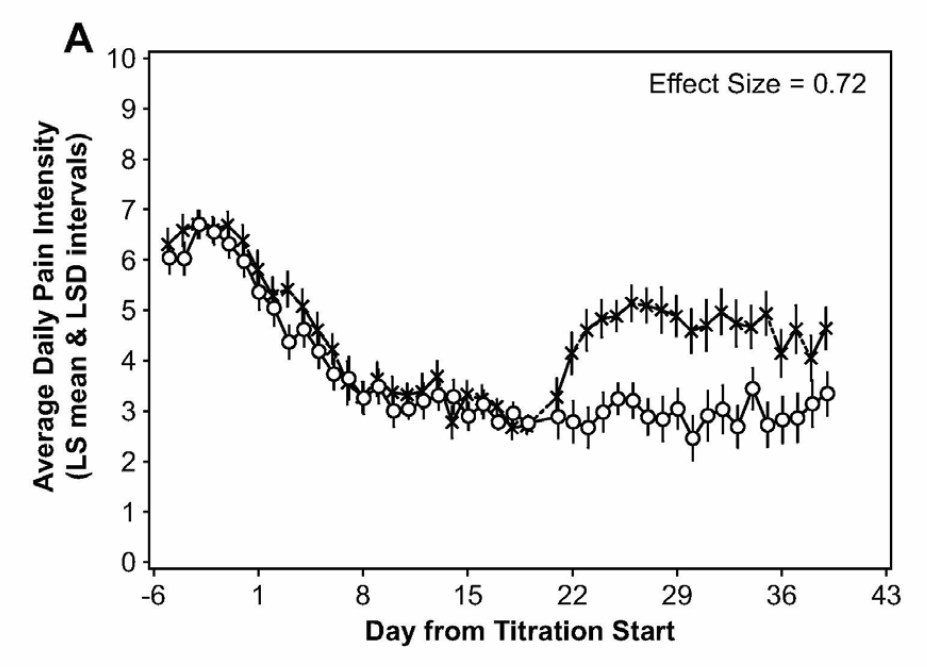 A
Effect Size = 0.72
Average Daily Pain Intensity
(LS mean & LSD intervals)
10
9
8
7
6
5
4
3
2
1
0
-6 1 8 15 22 29 36 43
Day from Titration Start